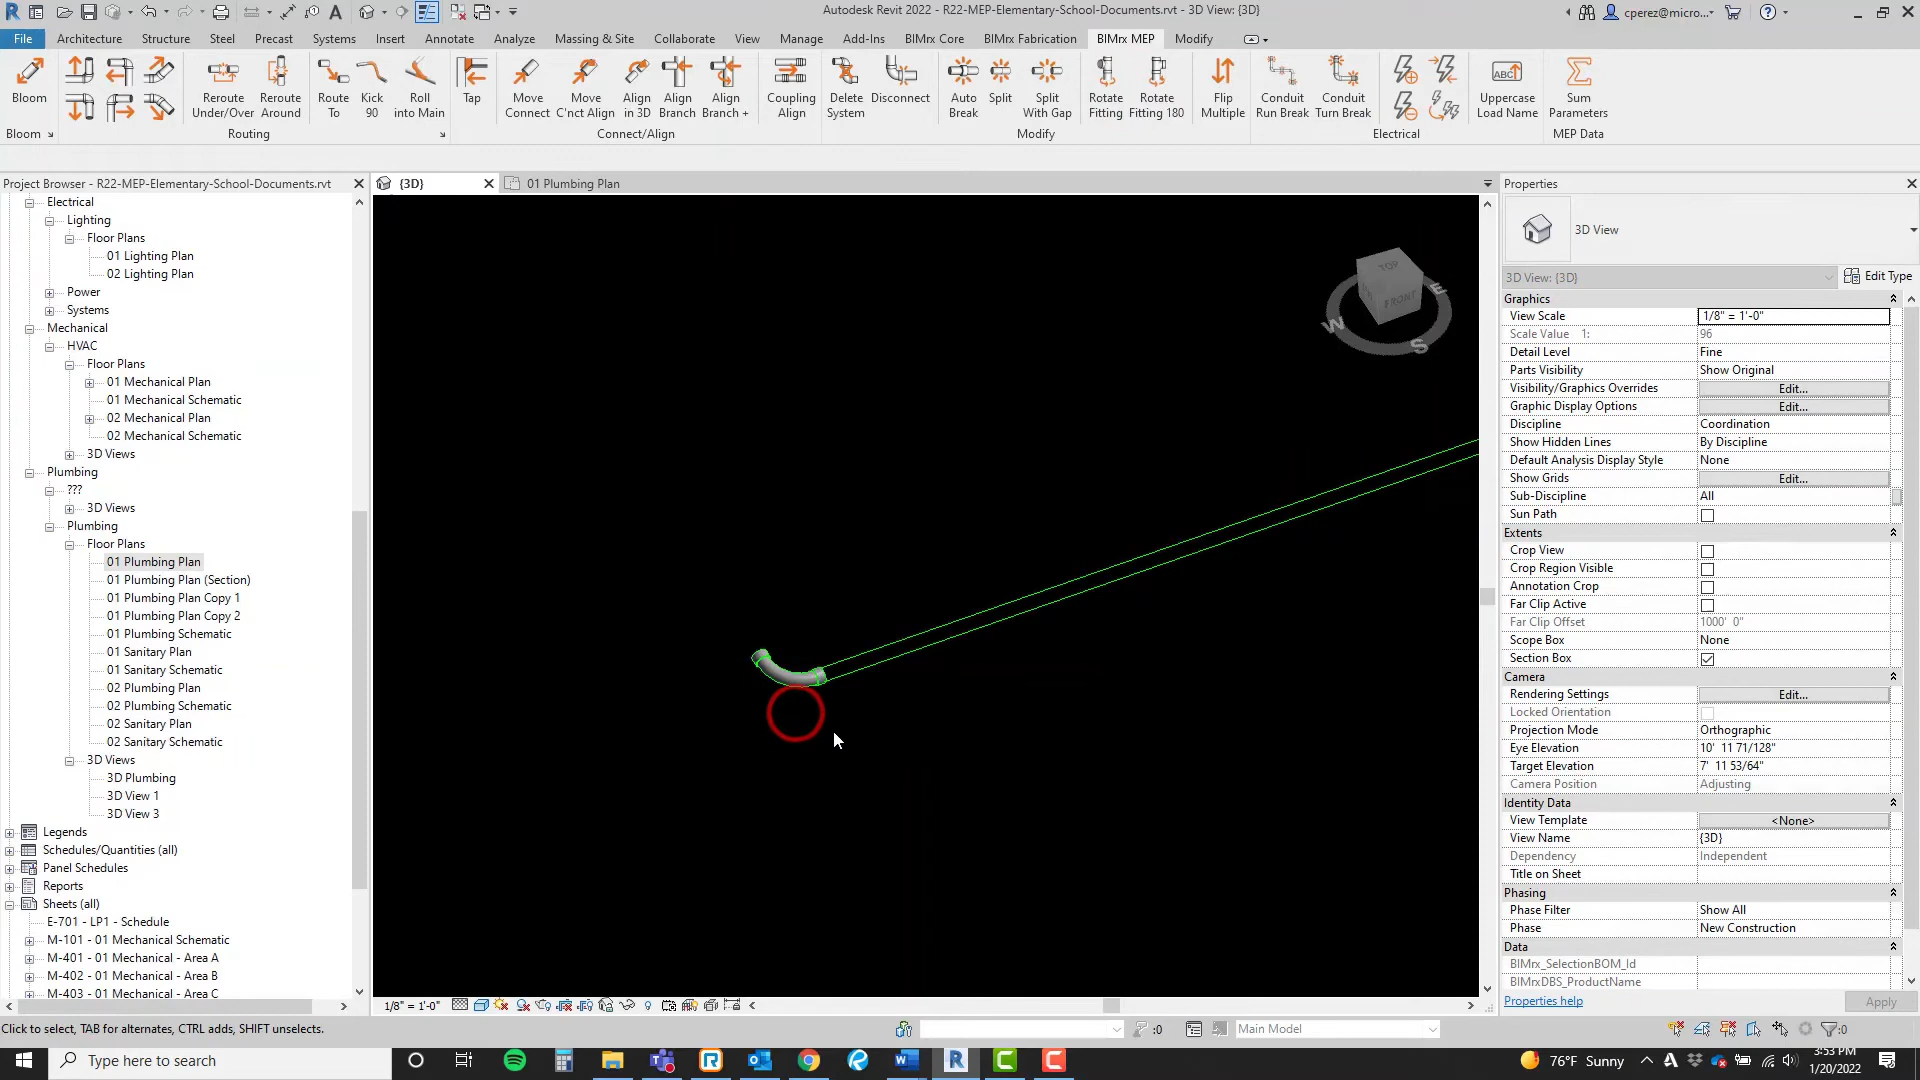 Autodesk Revit 2022 - R22-MEP-Elementary-School-Documents.rvt - 3D View: {3D}
cperez@micro...
File Architecture Structure Steel Precast Systems Insert Annotate Analyze Massing & Site Collaborate View Manage Add-Ins BIMrx Core BIMrx Fabrication BIMrx MEP Modify
Bloom
Reroute Under/Over
Reroute Around
Route To
Kick 90
Roll into Main
Tap
Move Connect
Move C'nct Align
Align in 3D
Align Branch
Align Branch +
Coupling Align
Delete System
Disconnect
Auto Break
Split
Split With Gap
Rotate Fitting
Rotate Fitting 180
Flip Multiple
Conduit Run Break
Conduit Turn Break
ABC
Uppercase Load Name
Sum Parameters
Bloom Routing Connect/Align Modify Electrical MEP Data
Project Browser - R22-MEP-Elementary-School-Documents.rvt
Electrical
Lighting
Floor Plans
01 Lighting Plan
02 Lighting Plan
Power
Systems
Mechanical
HVAC
Floor Plans
01 Mechanical Plan
01 Mechanical Schematic
02 Mechanical Plan
02 Mechanical Schematic
3D Views
Plumbing
???
3D Views
Plumbing
Floor Plans
01 Plumbing Plan
01 Plumbing Plan (Section)
01 Plumbing Plan Copy 1
01 Plumbing Plan Copy 2
01 Plumbing Schematic
01 Sanitary Plan
01 Sanitary Schematic
02 Plumbing Plan
02 Plumbing Schematic
02 Sanitary Plan
02 Sanitary Schematic
3D Views
3D Plumbing
3D View 1
3D View 3
Legends
Schedules/Quantities (all)
Panel Schedules
Reports
Sheets (all)
E-701 - LP1 - Schedule
M-101 - 01 Mechanical Schematic
M-401 - 01 Mechanical - Area A
M-402 - 01 Mechanical - Area B
M-403 - 01 Mechanical - Area C
{3D}
01 Plumbing Plan
TOP
FRONT
W
S
E
1/8" = 1'-0"
Properties
3D View
3D View: {3D} Edit Type
Graphics
View Scale 1/8" = 1'-0"
Scale Value 1: 96
Detail Level Fine
Parts Visibility Show Original
Visibility/Graphics Overrides Edit...
Graphic Display Options Edit...
Discipline Coordination
Show Hidden Lines By Discipline
Default Analysis Display Style None
Show Grids Edit...
Sub-Discipline All
Sun Path
Extents
Crop View
Crop Region Visible
Annotation Crop
Far Clip Active
Far Clip Offset 1000' 0"
Scope Box None
Section Box
Camera
Rendering Settings Edit...
Locked Orientation
Projection Mode Orthographic
Eye Elevation 10' 11 71/128"
Target Elevation 7' 11 53/64"
Camera Position Adjusting
Identity Data
View Template <None>
View Name {3D}
Dependency Independent
Title on Sheet
Phasing
Phase Filter Show All
Phase New Construction
Data
BIMrx_SelectionBOM_Id
BIMrxDBS_ProductName
Properties help Apply
Click to select, TAB for alternates, CTRL adds, SHIFT unselects.
:0
Main Model
:0
Type here to search
76°F Sunny
3:53 PM
1/20/2022